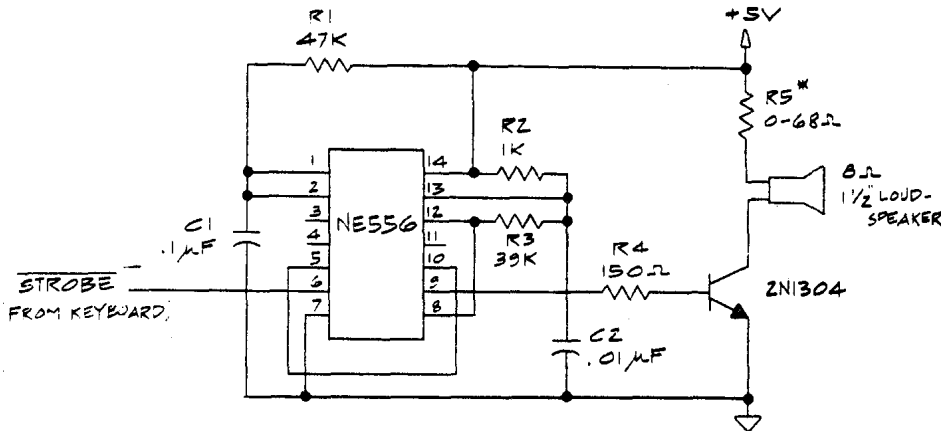 R1
47K
+5V
R5*
0-68Ω
R2
1K
8Ω
1½" LOUD-
SPEAKER
1
2
3
4
5
6
7
NE556
14
13
12
11
10
9
8
C1
.1μF
R3
39K
R4
150Ω
2N1304
STROBE
FROM KEYBOARD
C2
.01μF